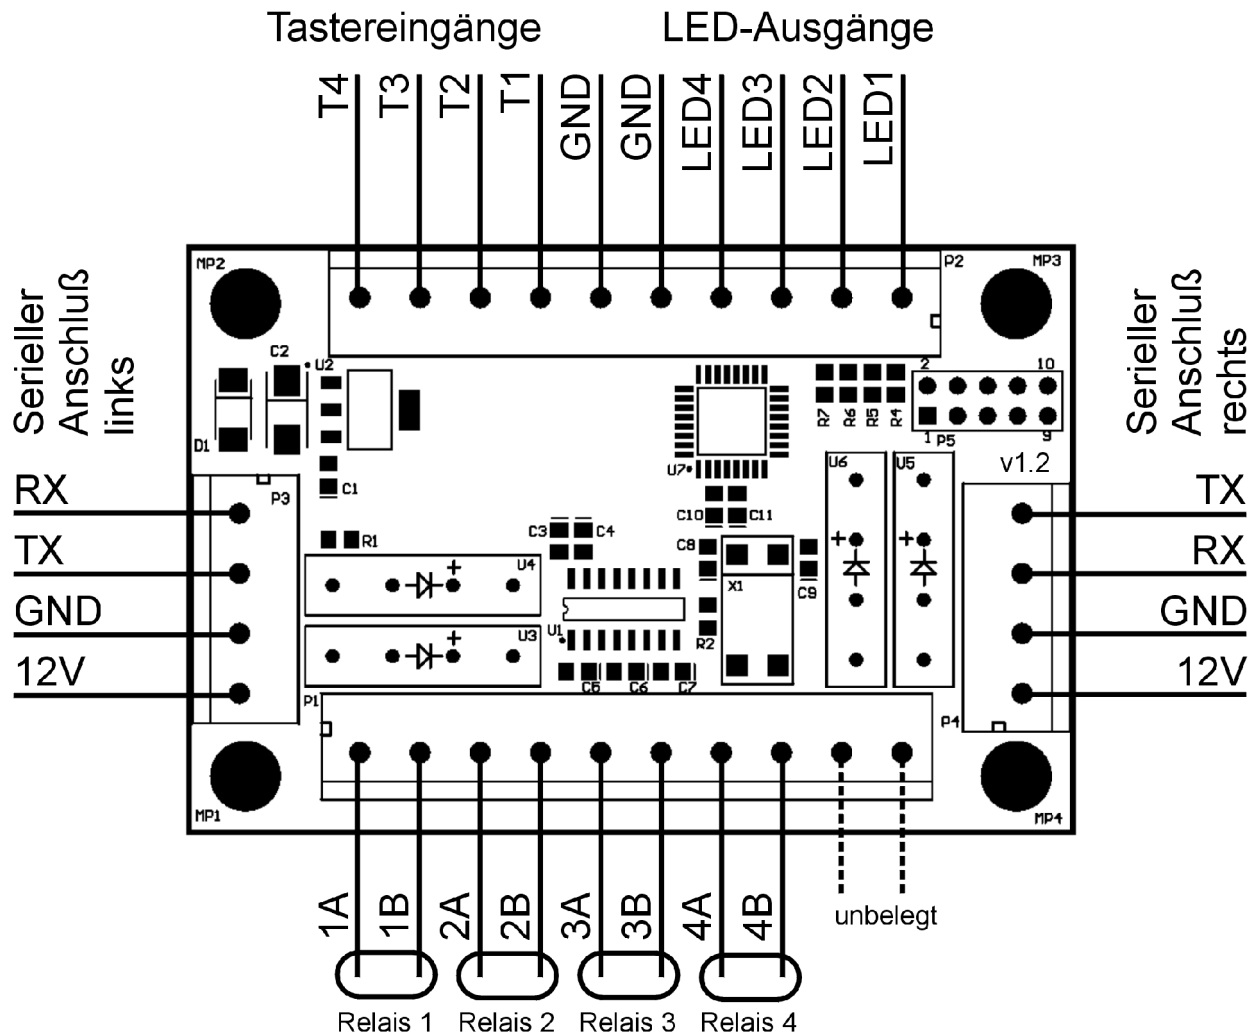 Tastereingänge
LED-Ausgänge
T4
T3
T2
T1
GND
GND
LED4
LED3
LED2
LED1
Serieller
Anschluß
links
RX
TX
GND
12V
Serieller
Anschluß
rechts
TX
RX
GND
12V
MP2
P2
MP3
C2
U2
D1
P3
C1
R1
U4
U3
P1
C3
C4
U1
C5
C6
C7
U7
C10
C11
C8
R2
X1
C9
R7
R6
R5
R4
2
10
1
P5
9
v1.2
U6
U5
P4
MP1
MP4
+
+
+
+
1A
1B
2A
2B
3A
3B
4A
4B
unbelegt
Relais 1
Relais 2
Relais 3
Relais 4